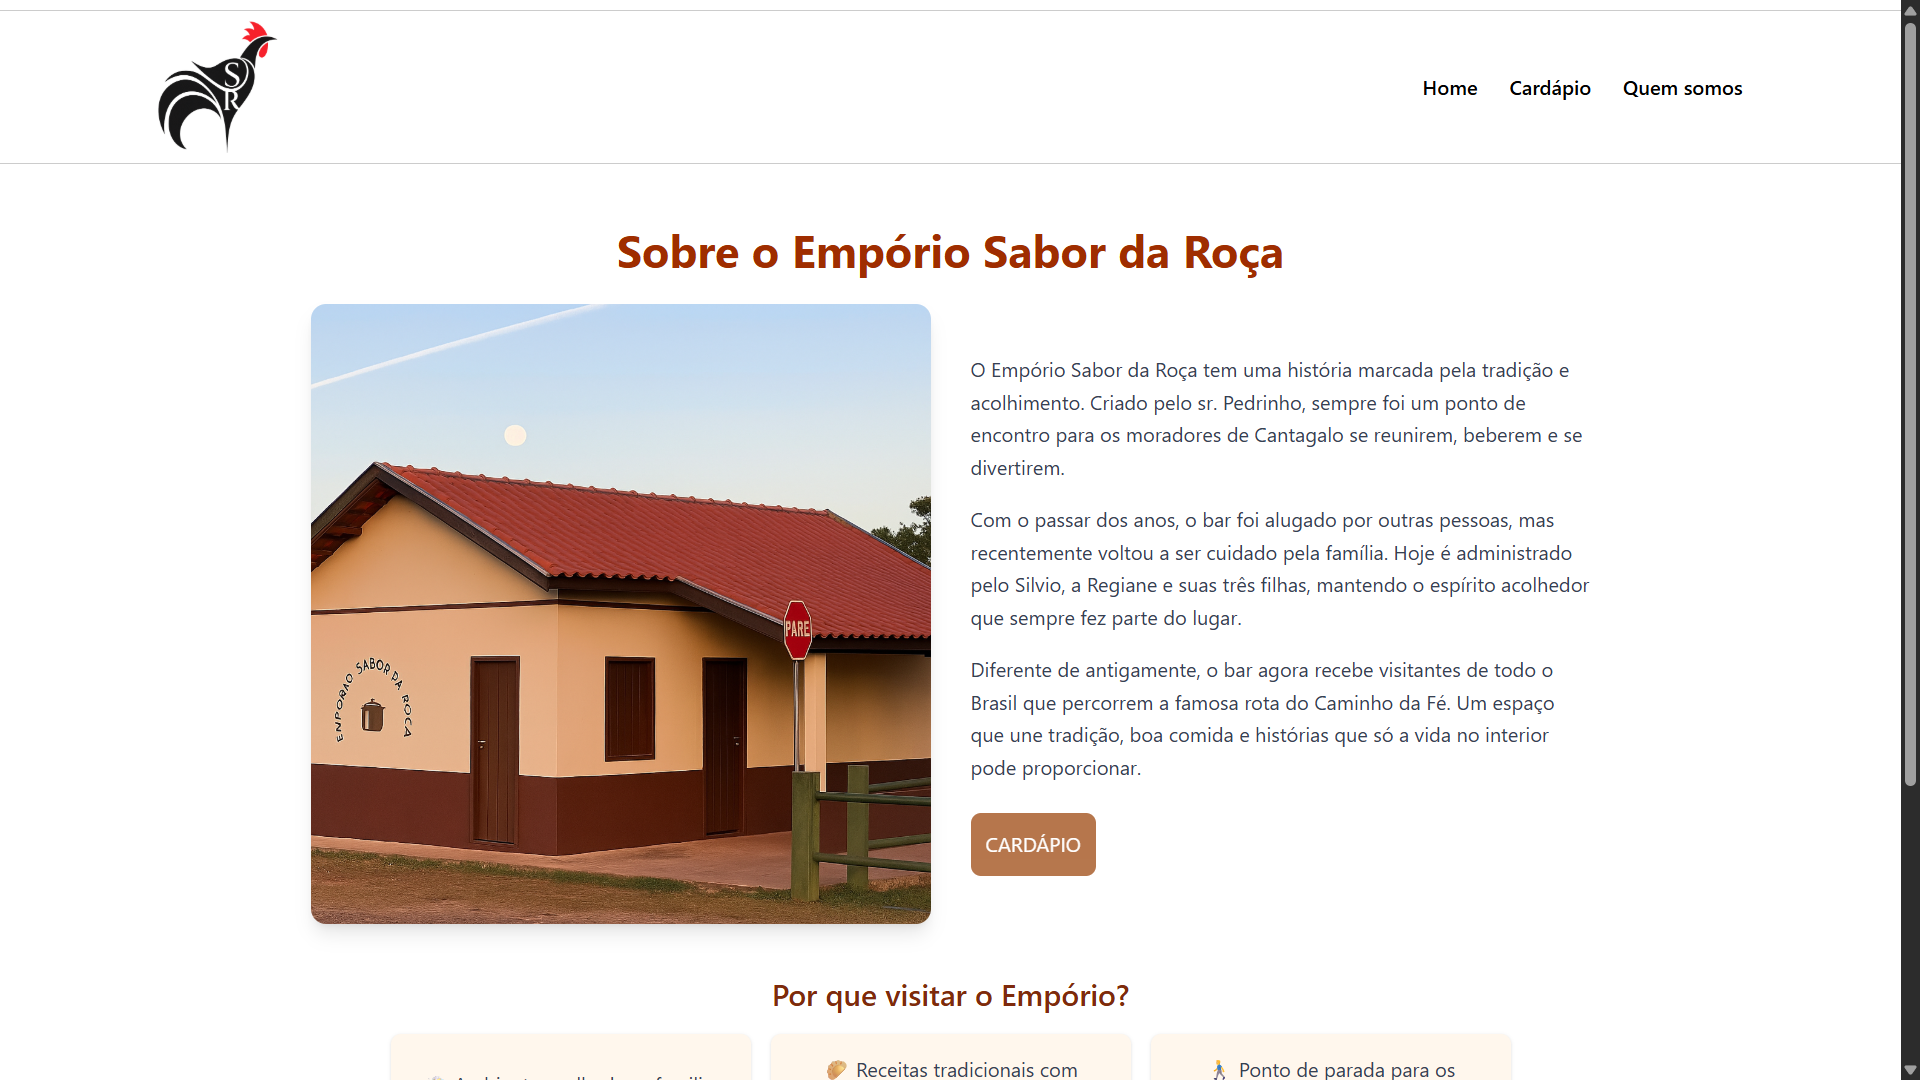 S
R
Home Cardápio Quem somos
Sobre o Empório Sabor da Roça
ENPORAO SABOR DA ROCA
PARE
O Empório Sabor da Roça tem uma história marcada pela tradição e
acolhimento. Criado pelo sr. Pedrinho, sempre foi um ponto de
encontro para os moradores de Cantagalo se reunirem, beberem e se
divertirem.
Com o passar dos anos, o bar foi alugado por outras pessoas, mas
recentemente voltou a ser cuidado pela família. Hoje é administrado
pelo Silvio, a Regiane e suas três filhas, mantendo o espírito acolhedor
que sempre fez parte do lugar.
Diferente de antigamente, o bar agora recebe visitantes de todo o
Brasil que percorrem a famosa rota do Caminho da Fé. Um espaço
que une tradição, boa comida e histórias que só a vida no interior
pode proporcionar.
CARDÁPIO
Por que visitar o Empório?
Receitas tradicionais com
Ponto de parada para os